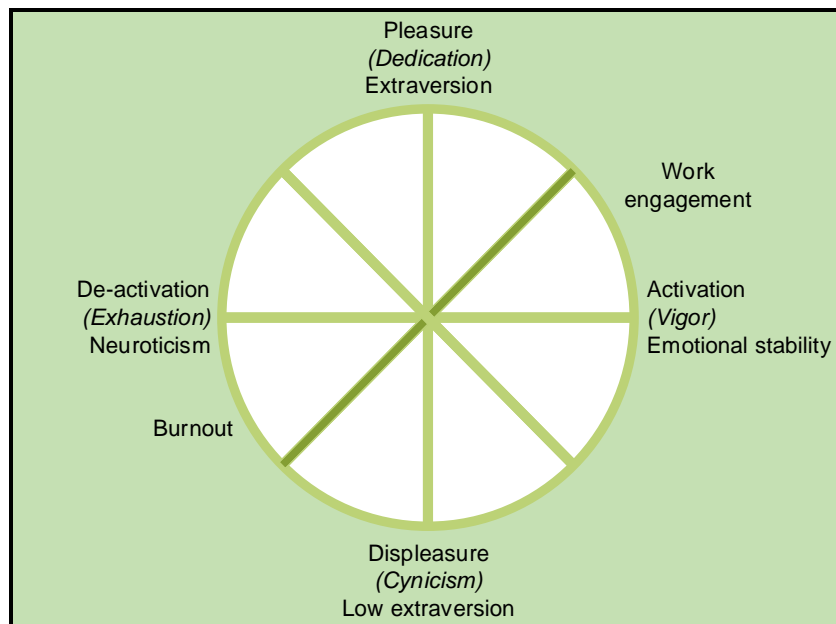 Pleasure
(Dedication)
Extraversion
Work
engagement
De-activation
(Exhaustion)
Neuroticism
Activation
(Vigor)
Emotional stability
Burnout
Displeasure
(Cynicism)
Low extraversion